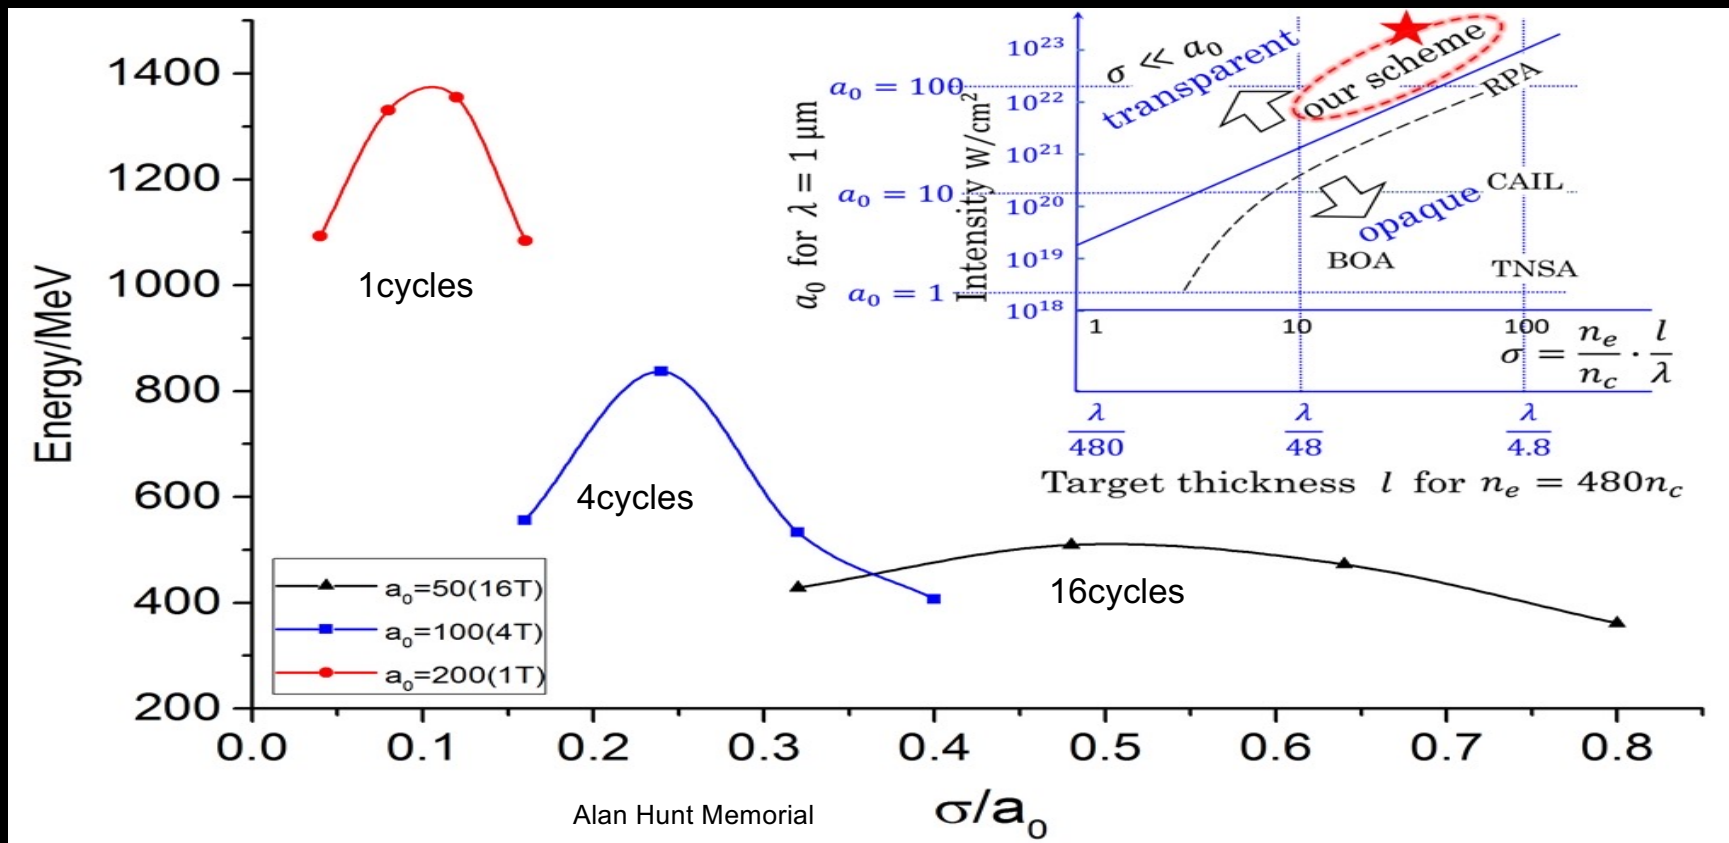 1400
1200
1000
800
600
400
200
Energy/MeV
0.0 0.1 0.2 0.3 0.4 0.5 0.6 0.7 0.8
σ/a₀
1cycles
4cycles
16cycles
a₀=50(16T)
a₀=100(4T)
a₀=200(1T)
Alan Hunt Memorial
a₀ for λ = 1 μm
a₀ = 100
a₀ = 10
a₀ = 1
Intensity W/cm²
10²³
10²²
10²¹
10²⁰
10¹⁹
10¹⁸
σ ≪ a₀
transparent
our scheme
RPA
CAIL
opaque
BOA
TNSA
1 10 100
σ = nₑ/n꜀ · l/λ
λ/480 λ/48 λ/4.8
Target thickness l for nₑ = 480n꜀